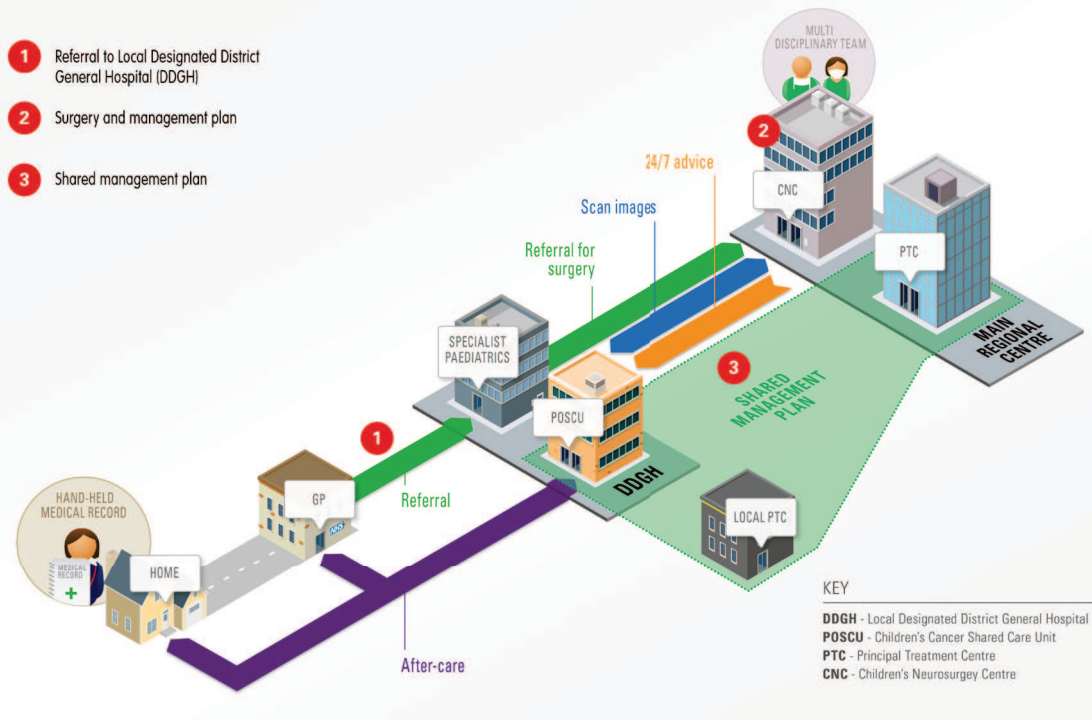 1
Referral to Local Designated District
General Hospital (DDGH)
2
Surgery and management plan
3
Shared management plan
MULTI
DISCIPLINARY TEAM
2
CNC
PTC
MAIN
REGIONAL
CENTRE
24/7 advice
Scan images
Referral for
surgery
SPECIALIST
PAEDIATRICS
POSCU
DDGH
3
SHARED
MANAGEMENT
PLAN
LOCAL PTC
1
Referral
GP
NHS
HAND-HELD
MEDICAL RECORD
MEDICAL
RECORD
HOME
After-care
KEY
DDGH - Local Designated District General Hospital
POSCU - Children's Cancer Shared Care Unit
PTC - Principal Treatment Centre
CNC - Children's Neurosurgey Centre